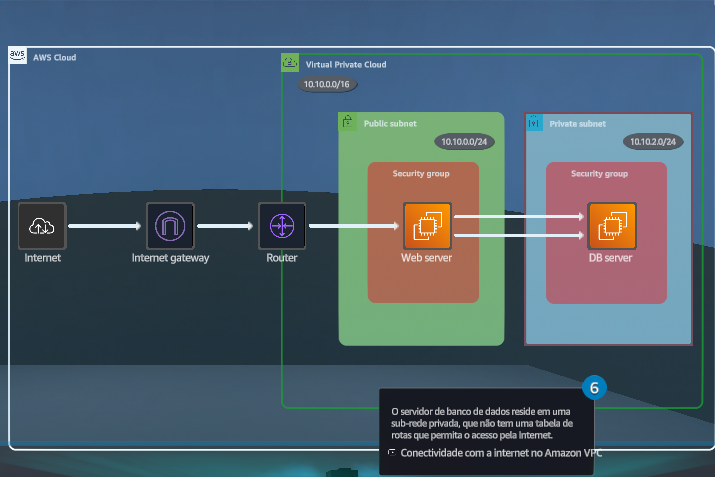 aws
AWS Cloud
Virtual Private Cloud
10.10.0.0/16
Public subnet
10.10.0.0/24
Private subnet
10.10.2.0/24
Security group
Security group
Internet
Internet gateway
Router
Web server
DB server
6
O servidor de banco de dados reside em uma
sub-rede privada, que não tem uma tabela de
rotas que permita o acesso pela internet.
Conectividade com a internet no Amazon VPC